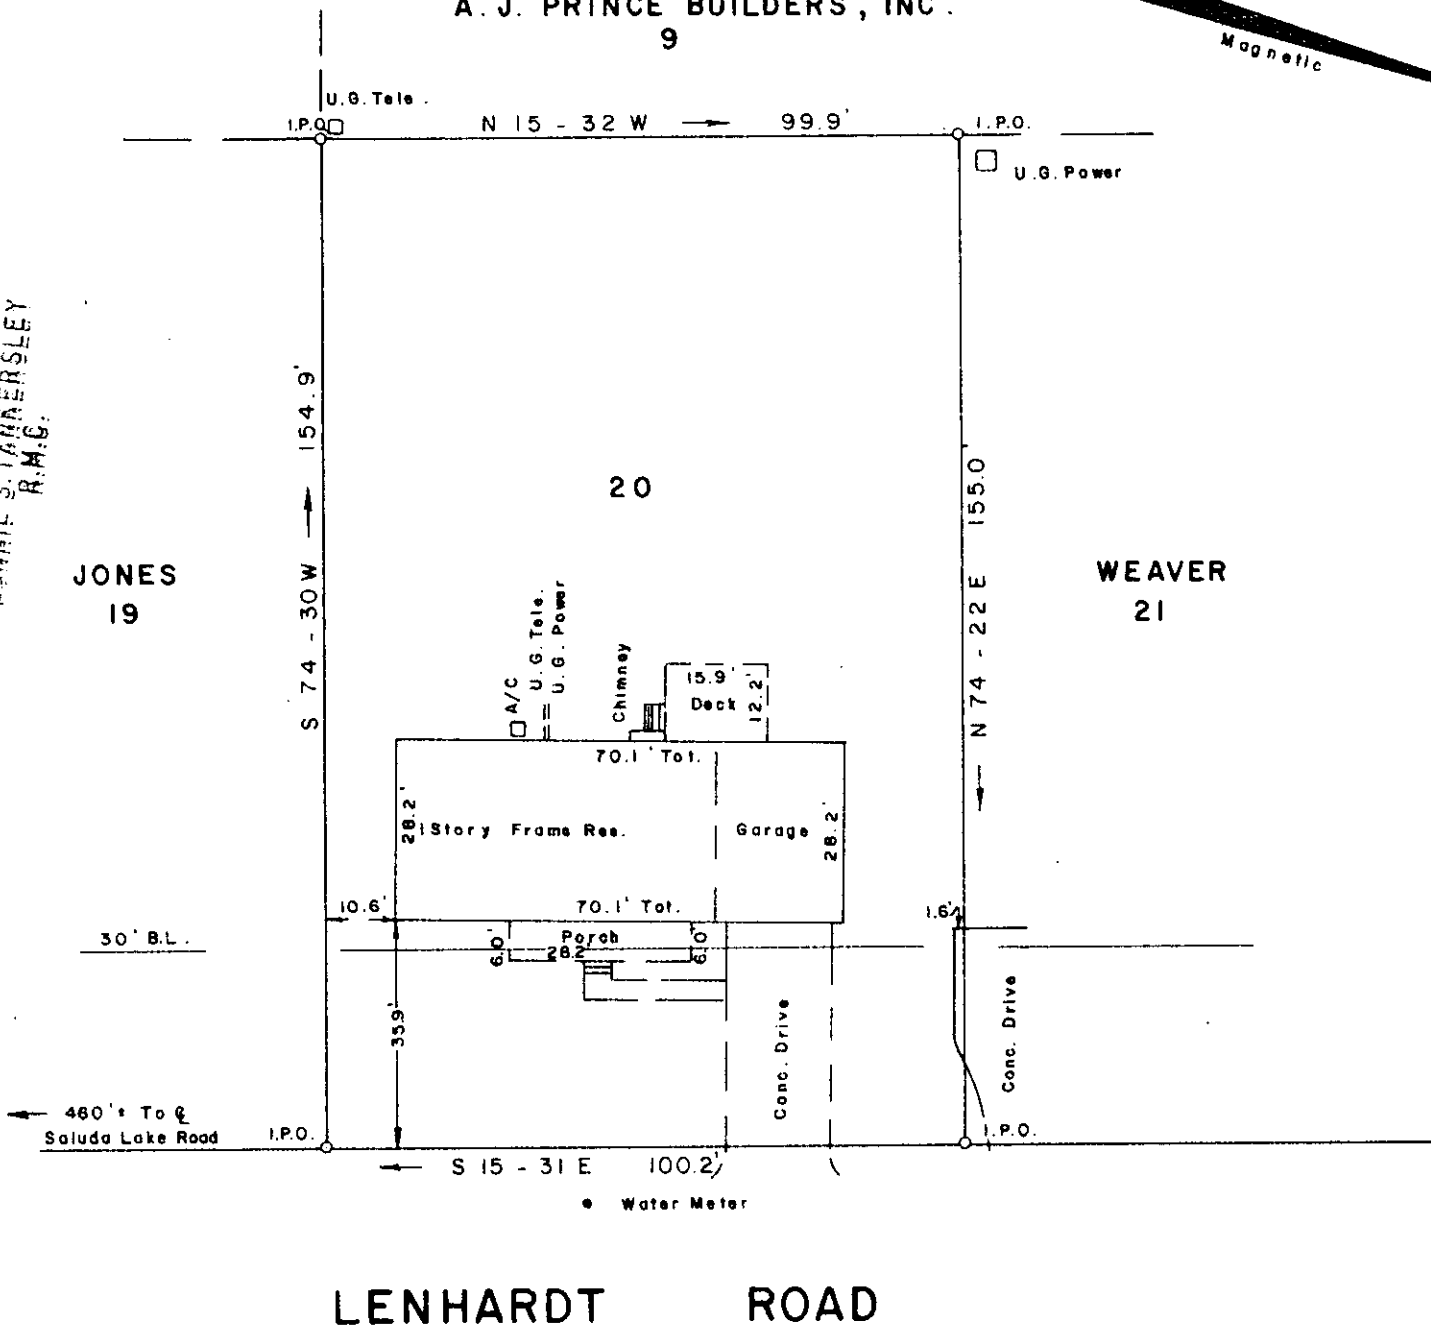 A. J. PRINCE BUILDERS, INC.
9
Magnetic
U.G. Tele.
I.P.O.
N 15 - 32 W 99.9'
I.P.O.
U.G. Power
S. TANKERSLEY
R.M.C.
S 74 - 30 W 154.9'
20
N 74 - 22 E 155.0'
JONES
19
WEAVER
21
A/C
U.G. Tele.
U.G. Power
Chimney
15.9'
Deck
12.2'
70.1' Tot.
28.2'
1 Story Frame Res.
Garage
28.2'
10.6'
70.1' Tot.
1.6'
30' B.L.
6.0'
Porch
28.2'
6.0'
35.9'
Conc. Drive
Conc. Drive
460'± To ℄
Saluda Lake Road
I.P.O.
I.P.O.
S 15 - 31 E 100.2'
Water Meter
LENHARDT ROAD